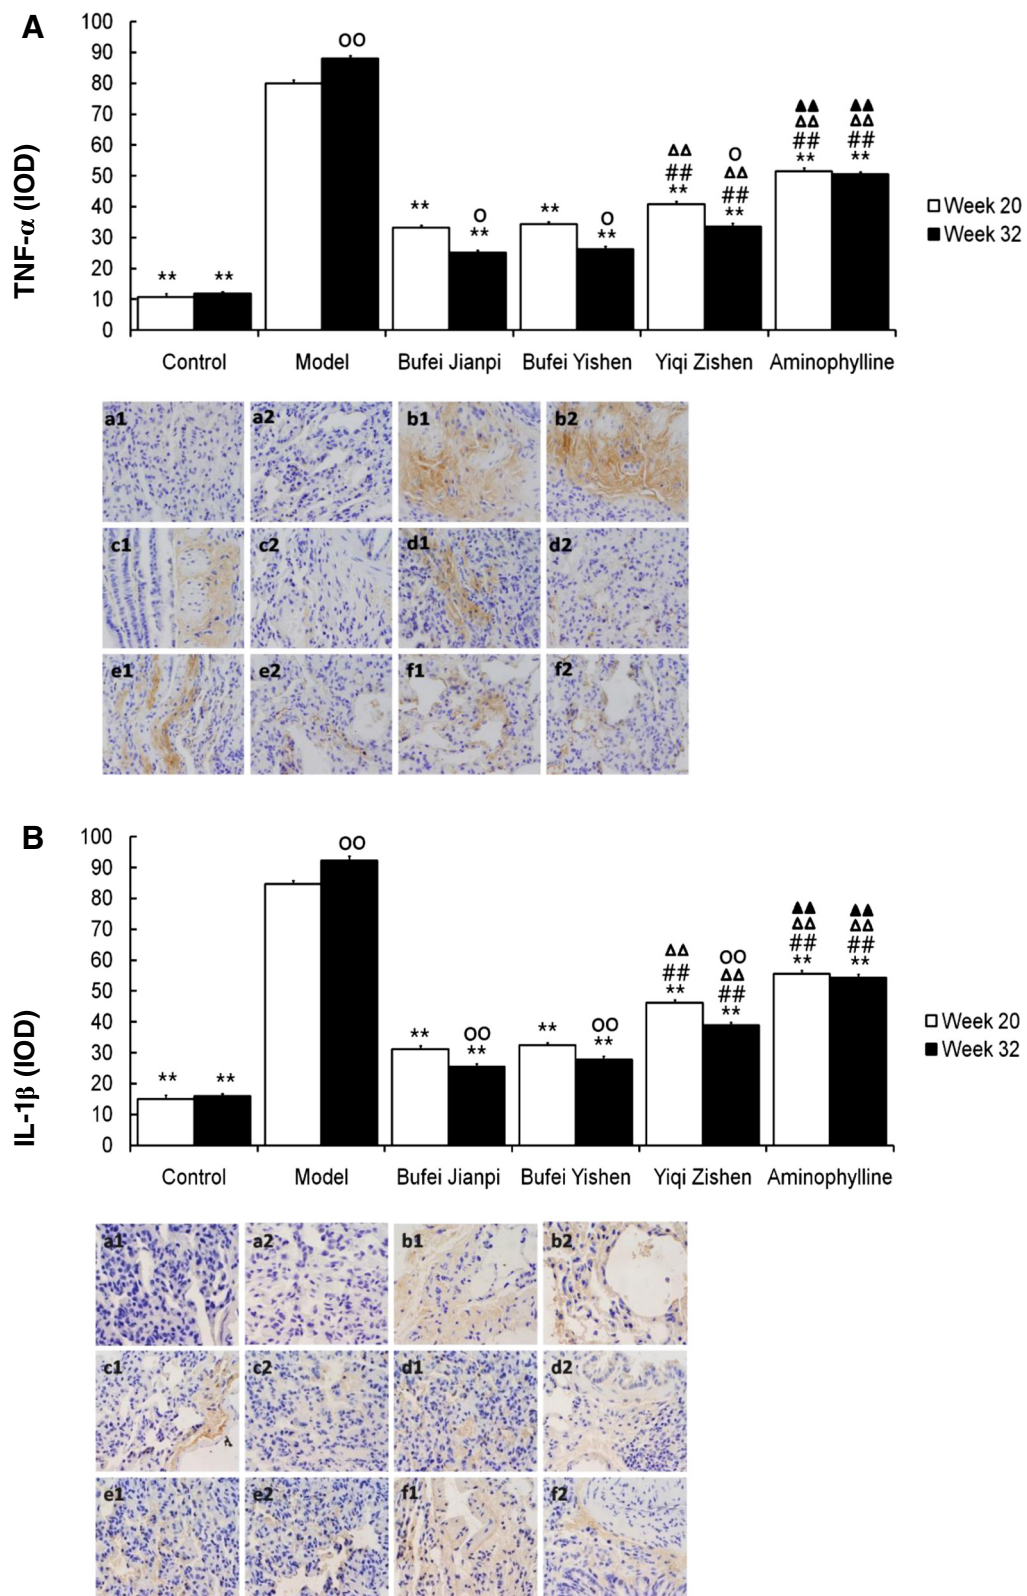 A
TNF-α (IOD)
100
90
80
70
60
50
40
30
20
10
0
** ** OO ** O ** ** O ** ΔΔ ## ** O ΔΔ ## ** ▲▲ ΔΔ ## ** ▲▲ ΔΔ ## **
Week 20
Week 32
Control Model Bufei Jianpi Bufei Yishen Yiqi Zishen Aminophylline
a1 a2 b1 b2
c1 c2 d1 d2
e1 e2 f1 f2
B
IL-1β (IOD)
100
90
80
70
60
50
40
30
20
10
0
** ** OO ** OO ** ** OO ** ΔΔ ## ** OO ΔΔ ## ** ▲▲ ΔΔ ## ** ▲▲ ΔΔ ## **
Week 20
Week 32
Control Model Bufei Jianpi Bufei Yishen Yiqi Zishen Aminophylline
a1 a2 b1 b2
c1 c2 d1 d2
e1 e2 f1 f2